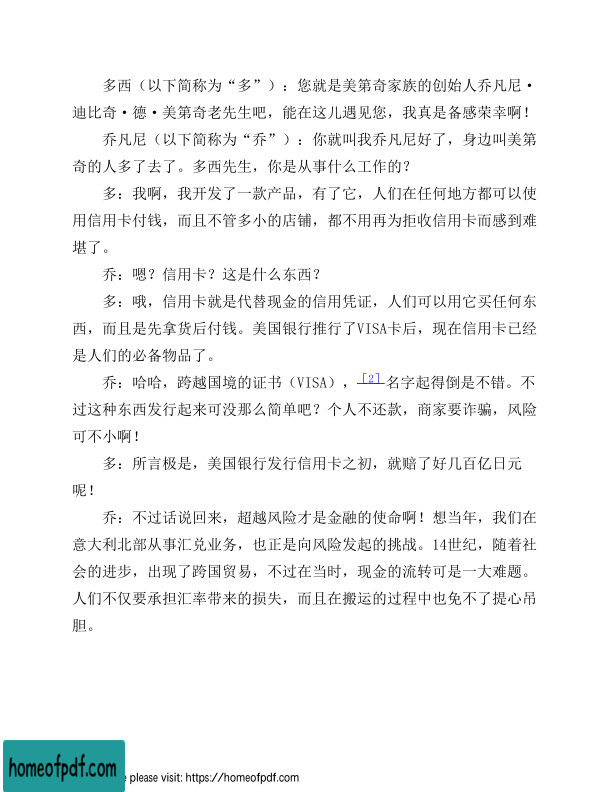 多西（以下简称为“多”）：您就是美第奇家族的创始人乔凡尼·
迪比奇·德·美第奇老先生吧，能在这儿遇见您，我真是备感荣幸啊！
乔凡尼（以下简称为“乔”）：你就叫我乔凡尼好了，身边叫美第
奇的人多了去了。多西先生，你是从事什么工作的？
多：我啊，我开发了一款产品，有了它，人们在任何地方都可以使
用信用卡付钱，而且不管多小的店铺，都不用再为拒收信用卡而感到难
堪了。
乔：嗯？信用卡？这是什么东西？
多：哦，信用卡就是代替现金的信用凭证，人们可以用它买任何东
西，而且是先拿货后付钱。美国银行推行了VISA卡后，现在信用卡已经
是人们的必备物品了。
乔：哈哈，跨越国境的证书（VISA），[2]名字起得倒是不错。不
过这种东西发行起来可没那么简单吧？个人不还款，商家要诈骗，风险
可不小啊！
多：所言极是，美国银行发行信用卡之初，就赔了好几百亿日元
呢！
乔：不过话说回来，超越风险才是金融的使命啊！想当年，我们在
意大利北部从事汇兑业务，也正是向风险发起的挑战。14世纪，随着社
会的进步，出现了跨国贸易，不过在当时，现金的流转可是一大难题。
人们不仅要承担汇率带来的损失，而且在搬运的过程中也免不了提心吊
胆。
homeofpdf.com
e please visit: https://homeofpdf.com